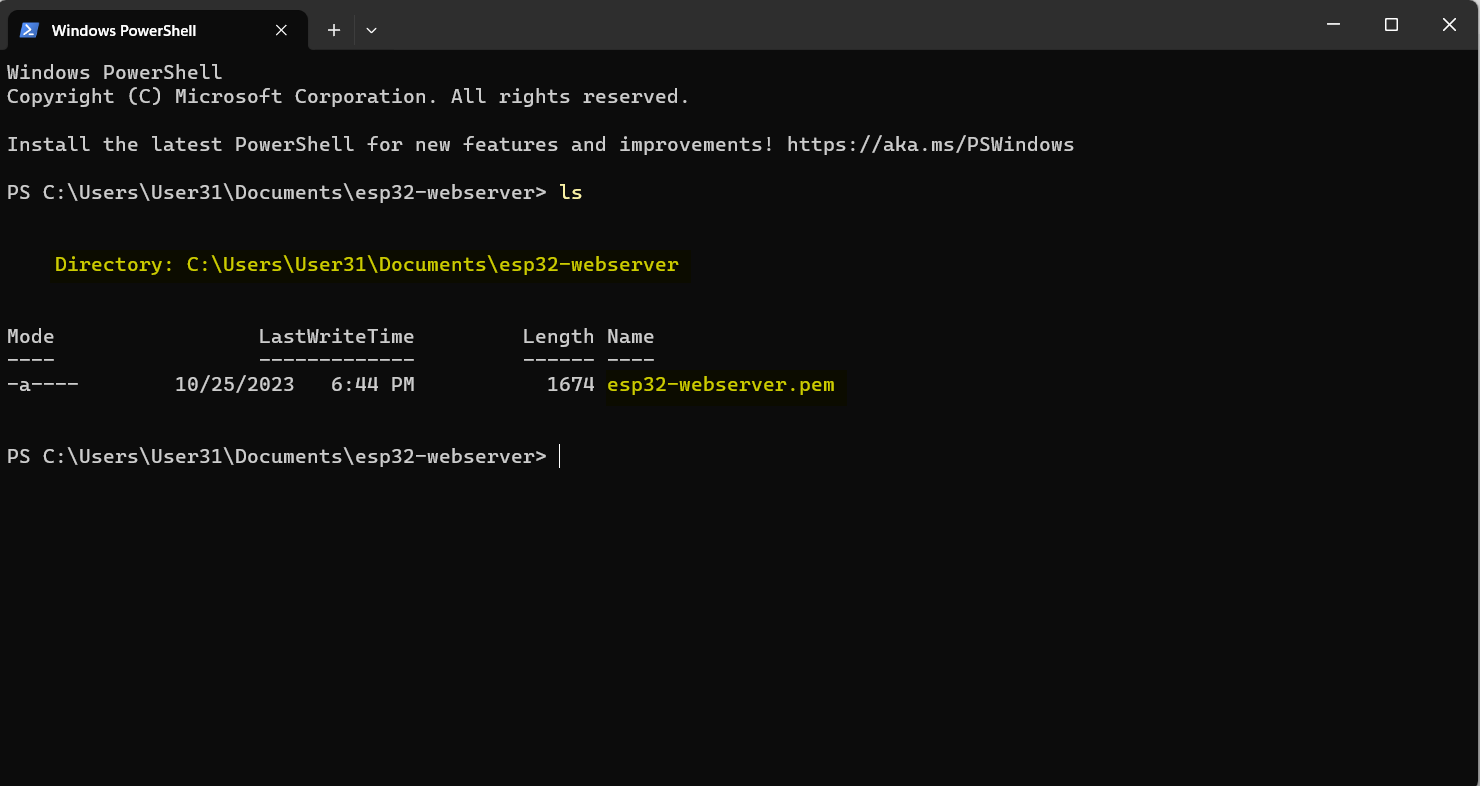 Windows PowerShell
Windows PowerShell
Copyright (C) Microsoft Corporation. All rights reserved.
Install the latest PowerShell for new features and improvements! https://aka.ms/PSWindows
PS C:\Users\User31\Documents\esp32-webserver> ls
Directory: C:\Users\User31\Documents\esp32-webserver
Mode                 LastWriteTime         Length Name
----                 -------------         ------ ----
-a----        10/25/2023   6:44 PM           1674 esp32-webserver.pem
PS C:\Users\User31\Documents\esp32-webserver>